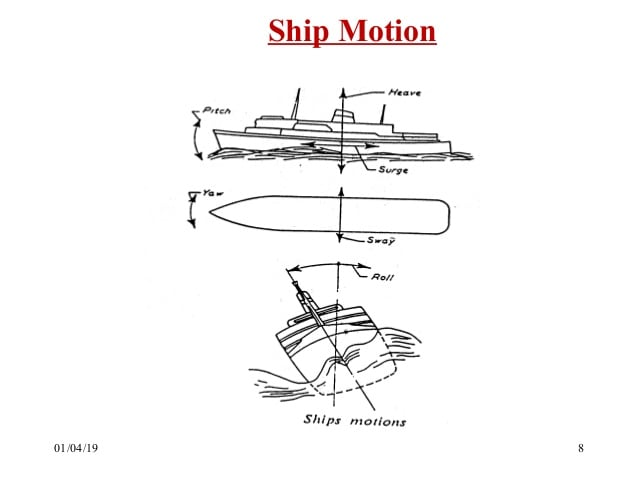 Ship Motion
Heave
Pitch
Surge
Yaw
Sway
Roll
Ships motions
01/04/19
8